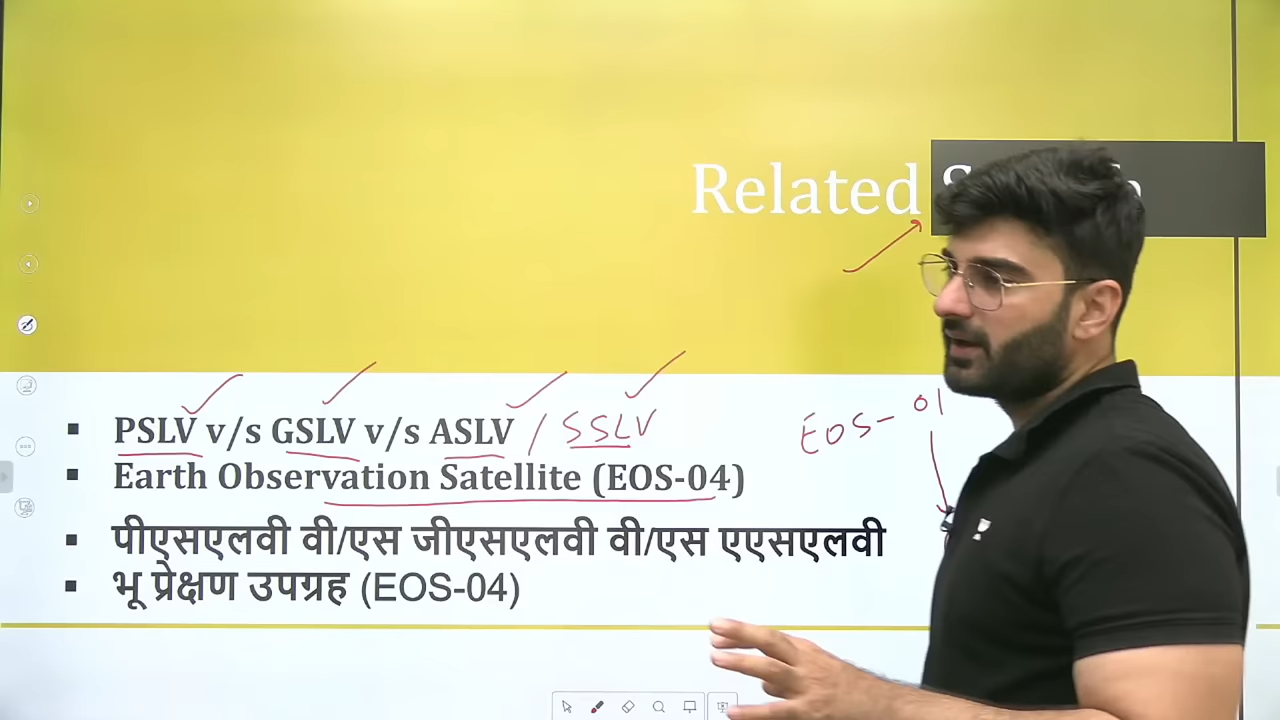 Related
PSLV v/s GSLV v/s ASLV / SSLV
EOS- 01
Earth Observation Satellite (EOS-04)
पीएसएलवी वी/एस जीएसएलवी वी/एस एएसएलवी
भू प्रेक्षण उपग्रह (EOS-04)